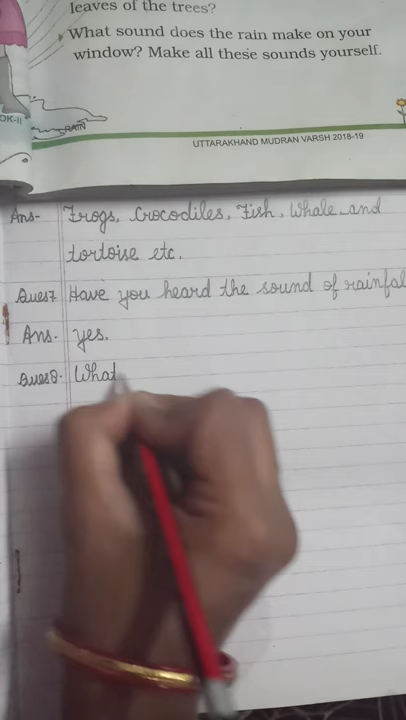 leaves of the trees?
What sound does the rain make on your
window? Make all these sounds yourself.
OK-II
RAIN
UTTARAKHAND MUDRAN VARSH 2018-19
Ans- Frogs, Crocodiles, Fish, Whale and
tortoise etc.
Ques7. Have you heard the sound of rainfal
Ans. yes.
Ques8. What